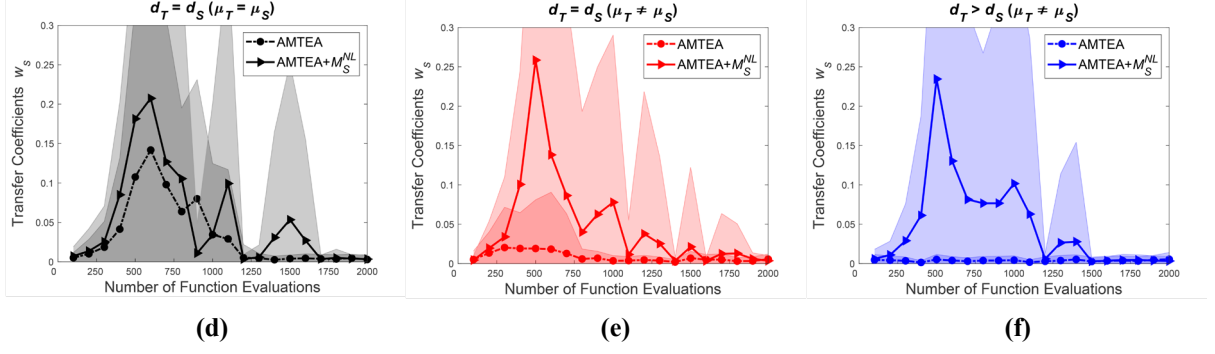 d_T = d_S (μ_T = μ_S)
Transfer Coefficients w_s
0.3
0.25
0.2
0.15
0.1
0.05
0
AMTEA
AMTEA+M_S^NL
0 250 500 750 1000 1250 1500 1750 2000
Number of Function Evaluations
(d)
d_T = d_S (μ_T ≠ μ_S)
Transfer Coefficients w_s
0.3
0.25
0.2
0.15
0.1
0.05
0
AMTEA
AMTEA+M_S^NL
0 250 500 750 1000 1250 1500 1750 2000
Number of Function Evaluations
(e)
d_T > d_S (μ_T ≠ μ_S)
Transfer Coefficients w_s
0.3
0.25
0.2
0.15
0.1
0.05
0
AMTEA
AMTEA+M_S^NL
0 250 500 750 1000 1250 1500 1750 2000
Number of Function Evaluations
(f)